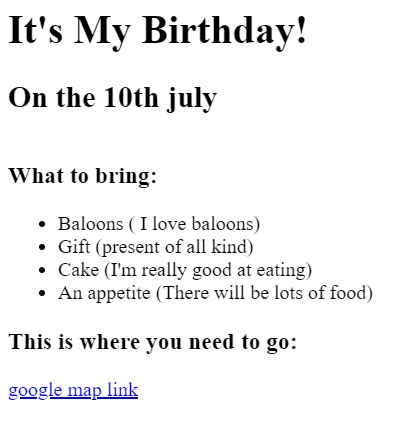 It's My Birthday!
On the 10th july
What to bring:
Baloons ( I love baloons)
Gift (present of all kind)
Cake (I'm really good at eating)
An appetite (There will be lots of food)
This is where you need to go:
google map link